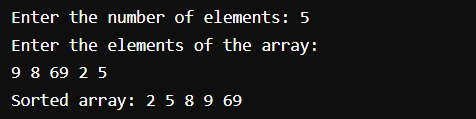 Enter the number of elements: 5
Enter the elements of the array:
9 8 69 2 5
Sorted array: 2 5 8 9 69